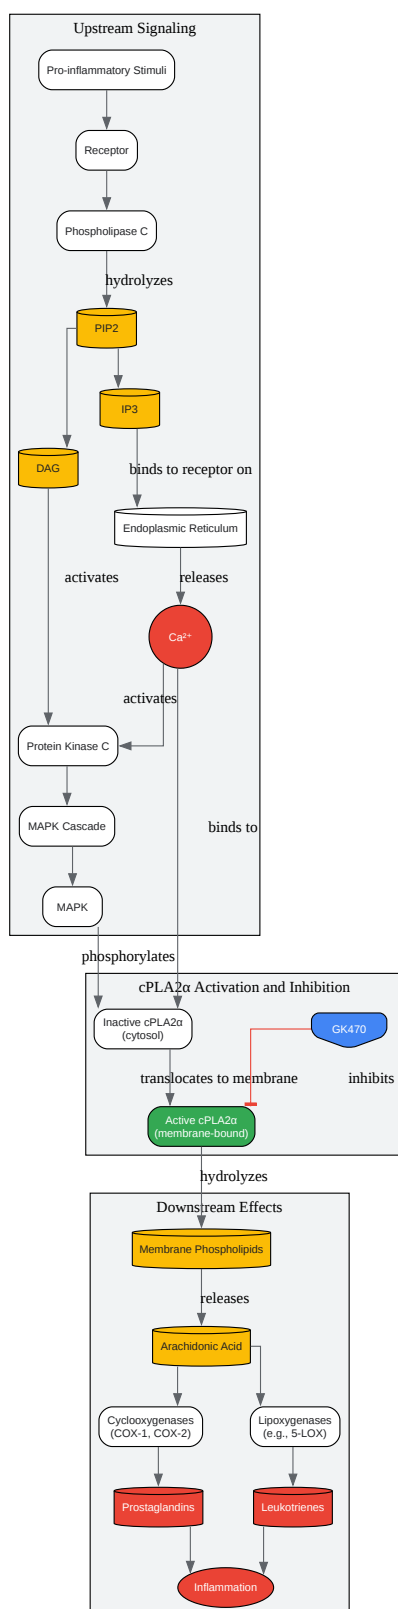 Upstream Signaling
Pro-inflammatory Stimuli
Receptor
Phospholipase C
hydrolyzes
PIP2
IP3
DAG
binds to receptor on
Endoplasmic Reticulum
activates
releases
Ca²⁺
activates
Protein Kinase C
MAPK Cascade
binds to
MAPK
phosphorylates
cPLA2α Activation and Inhibition
Inactive cPLA2α
(cytosol)
GK470
translocates to membrane
inhibits
Active cPLA2α
(membrane-bound)
hydrolyzes
Downstream Effects
Membrane Phospholipids
releases
Arachidonic Acid
Cyclooxygenases
(COX-1, COX-2)
Lipoxygenases
(e.g., 5-LOX)
Prostaglandins
Leukotrienes
Inflammation